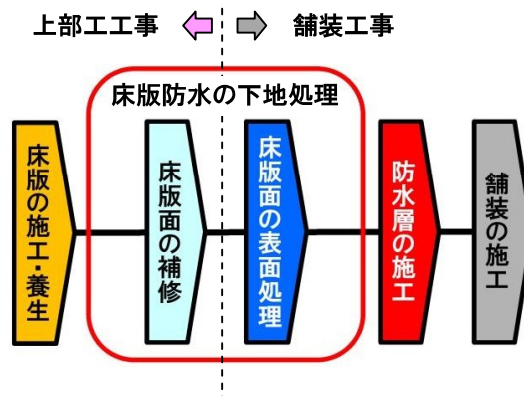 上部工工事
舗装工事
床版防水の下地処理
床版の施工・養生
床版面の補修
床版面の表面処理
防水層の施工
舗装の施工